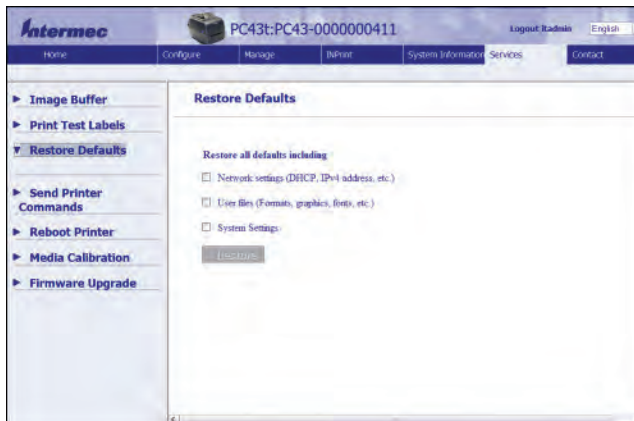 Intermec
PC43t:PC43-0000000411
Logout itadmin
English
Home
Configure
Manage
INPrint
System Information
Services
Contact
Image Buffer
Print Test Labels
Restore Defaults
Send Printer
Commands
Reboot Printer
Media Calibration
Firmware Upgrade
Restore Defaults
Restore all defaults including
Network settings (DHCP, IPv4 address, etc.)
User files (Formats, graphics, fonts, etc.)
System Settings
Restore